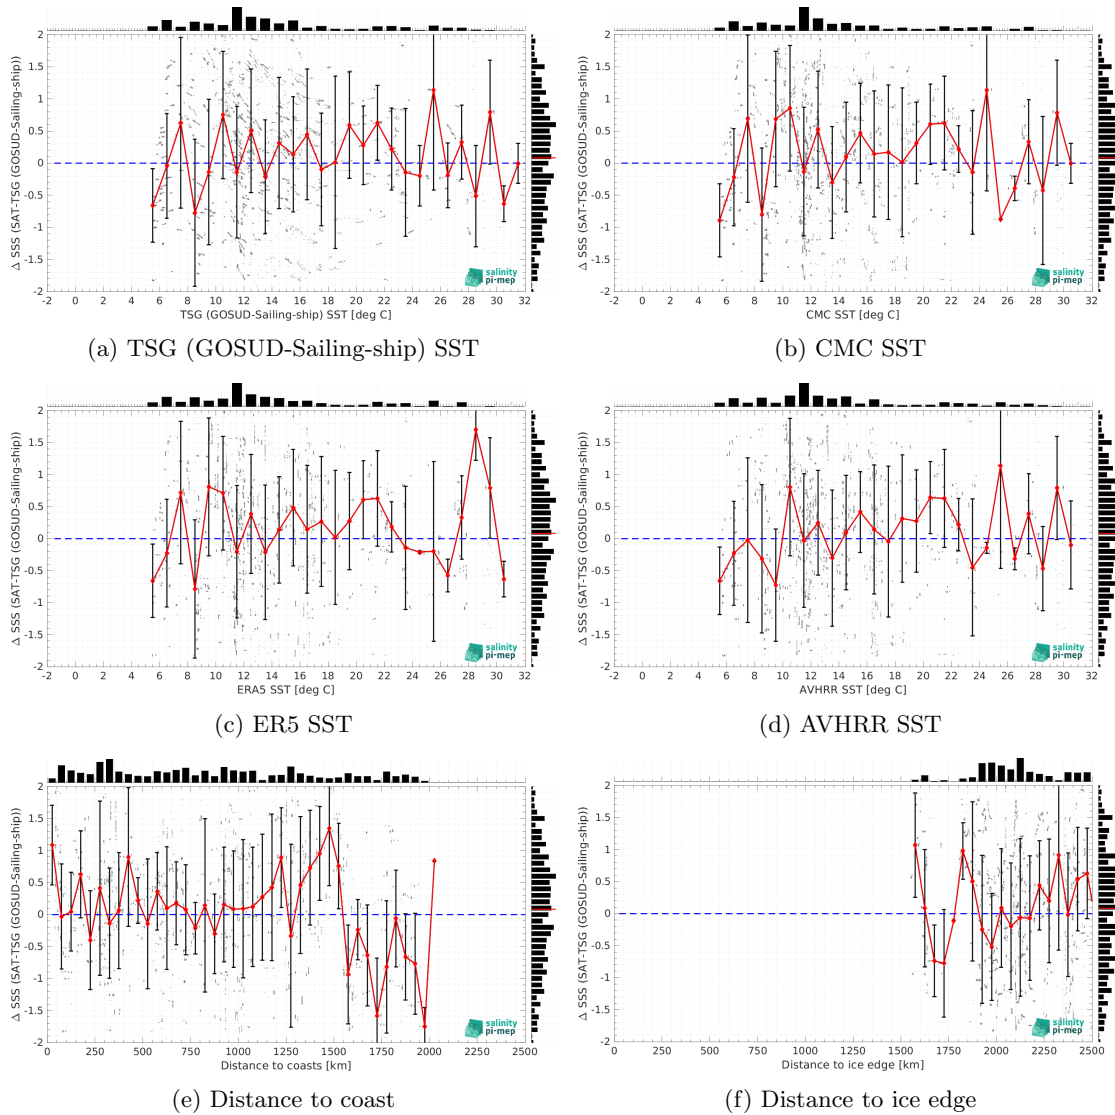 Δ SSS (SAT-TSG (GOSUD-Sailing-ship))
2
1.5
1
0.5
0
-0.5
-1
-1.5
-2
salinity
pi-mep
-2 0 2 4 6 8 10 12 14 16 18 20 22 24 26 28 30 32
TSG (GOSUD-Sailing-ship) SST [deg C]
(a) TSG (GOSUD-Sailing-ship) SST
Δ SSS (SAT-TSG (GOSUD-Sailing-ship))
2
1.5
1
0.5
0
-0.5
-1
-1.5
-2
salinity
pi-mep
-2 0 2 4 6 8 10 12 14 16 18 20 22 24 26 28 30 32
CMC SST [deg C]
(b) CMC SST
Δ SSS (SAT-TSG (GOSUD-Sailing-ship))
2
1.5
1
0.5
0
-0.5
-1
-1.5
-2
salinity
pi-mep
-2 0 2 4 6 8 10 12 14 16 18 20 22 24 26 28 30 32
ERA5 SST [deg C]
(c) ER5 SST
Δ SSS (SAT-TSG (GOSUD-Sailing-ship))
2
1.5
1
0.5
0
-0.5
-1
-1.5
-2
salinity
pi-mep
-2 0 2 4 6 8 10 12 14 16 18 20 22 24 26 28 30 32
AVHRR SST [deg C]
(d) AVHRR SST
Δ SSS (SAT-TSG (GOSUD-Sailing-ship))
2
1.5
1
0.5
0
-0.5
-1
-1.5
-2
salinity
pi-mep
0 250 500 750 1000 1250 1500 1750 2000 2250 2500
Distance to coasts [km]
(e) Distance to coast
Δ SSS (SAT-TSG (GOSUD-Sailing-ship))
2
1.5
1
0.5
0
-0.5
-1
-1.5
-2
salinity
pi-mep
0 250 500 750 1000 1250 1500 1750 2000 2250 2500
Distance to ice edge [km]
(f) Distance to ice edge